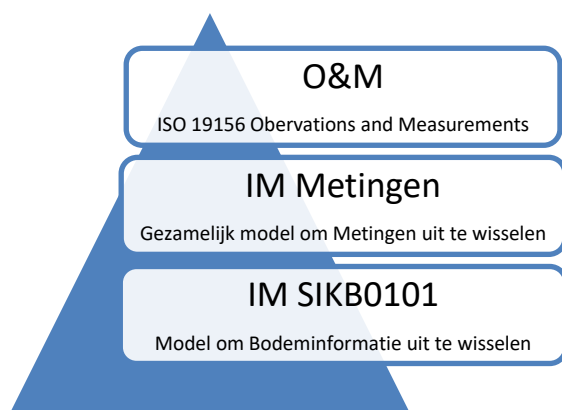 O&M
ISO 19156 Obervations and Measurements
IM Metingen
Gezamelijk model om Metingen uit te wisselen
IM SIKB0101
Model om Bodeminformatie uit te wisselen